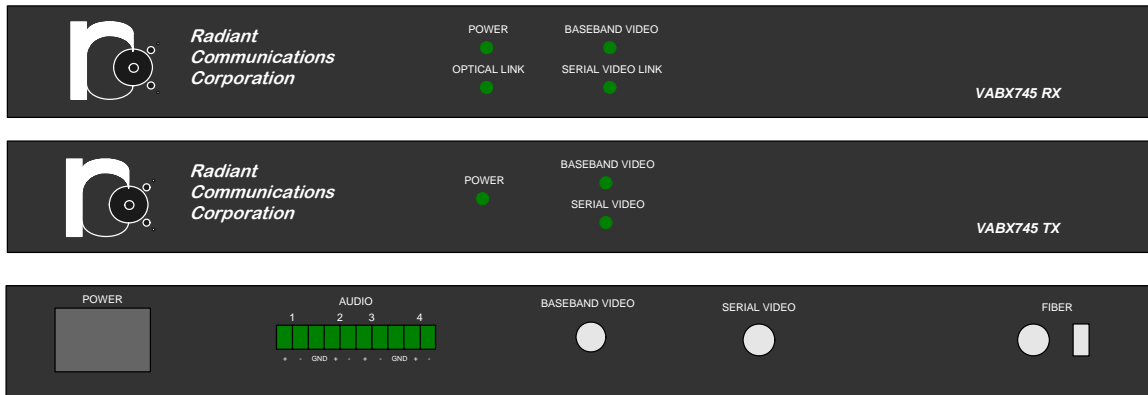 POWER BASEBAND VIDEO
Radiant
Communications
Corporation
OPTICAL LINK SERIAL VIDEO LINK
VABX745 RX
BASEBAND VIDEO
Radiant
Communications
Corporation
POWER
SERIAL VIDEO
VABX745 TX
POWER AUDIO BASEBAND VIDEO SERIAL VIDEO FIBER
1 2 3 4
+ - GND + - + - GND + -